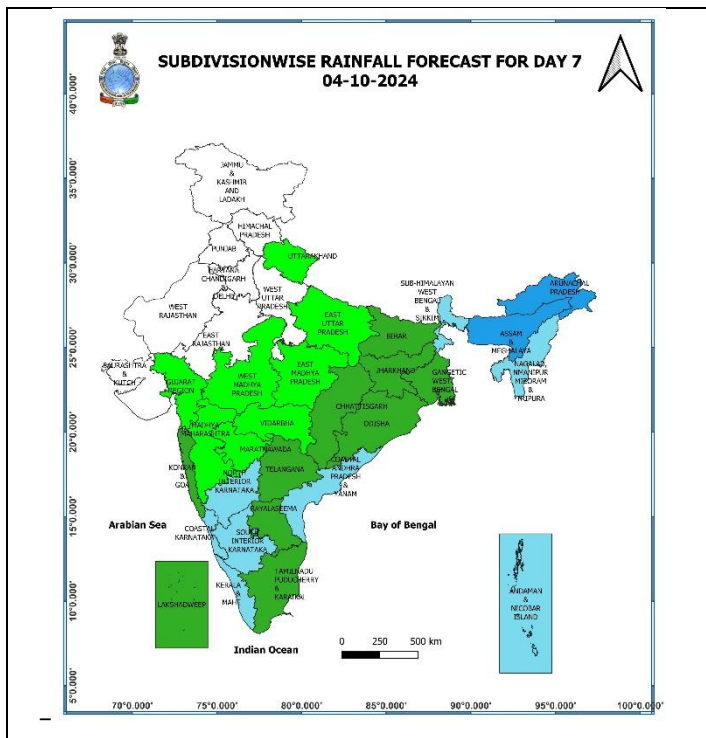 SUBDIVISIONWISE RAINFALL FORECAST FOR DAY 7
04-10-2024
JAMMU
&
KASHMIR
AND
LADAKH
HIMACHAL
PRADESH
PUNJAB
UTTARAKHAND
CHANDIGARH
&
DELHI
WEST
UTTAR
PRADESH
SUB-HIMALAYAN
WEST
BENGAL
&
SIKKIM
ARUNACHAL
PRADESH
WEST
RAJASTHAN
EAST
RAJASTHAN
EAST
UTTAR
PRADESH
BIHAR
ASSAM
&
MEGHALAYA
SAURASHTRA
&
KUTCH
GUJARAT
REGION
WEST
MADHYA
PRADESH
EAST
MADHYA
PRADESH
JHARKHAND
GANGETIC
WEST
BENGAL
MIZORAM
&
TRIPURA
CHHATTISGARH
ODISHA
MADHYA
MAHARASHTRA
VIDARBHA
MARATHAWADA
KONKAN
&
GOA
TELANGANA
COASTAL
ANDHRA
PRADESH
&
YANAM
NORTH
INTERIOR
KARNATAKA
RAYALASEEMA
Arabian Sea
Bay of Bengal
COASTAL
KARNATAKA
SOUTH
INTERIOR
KARNATAKA
KERALA
&
MAHE
TAMILNADU
PUDUCHERRY
&
KARAIKAL
LAKSHADWEEP
ANDAMAN
&
NICOBAR
ISLAND
Indian Ocean
0 250 500 km
40°0.000'
35°0.000'
30°0.000'
25°0.000'
20°0.000'
15°0.000'
10°0.000'
5°0.000'
70°0.000' 75°0.000' 80°0.000' 85°0.000' 90°0.000' 95°0.000' 100°0.000'